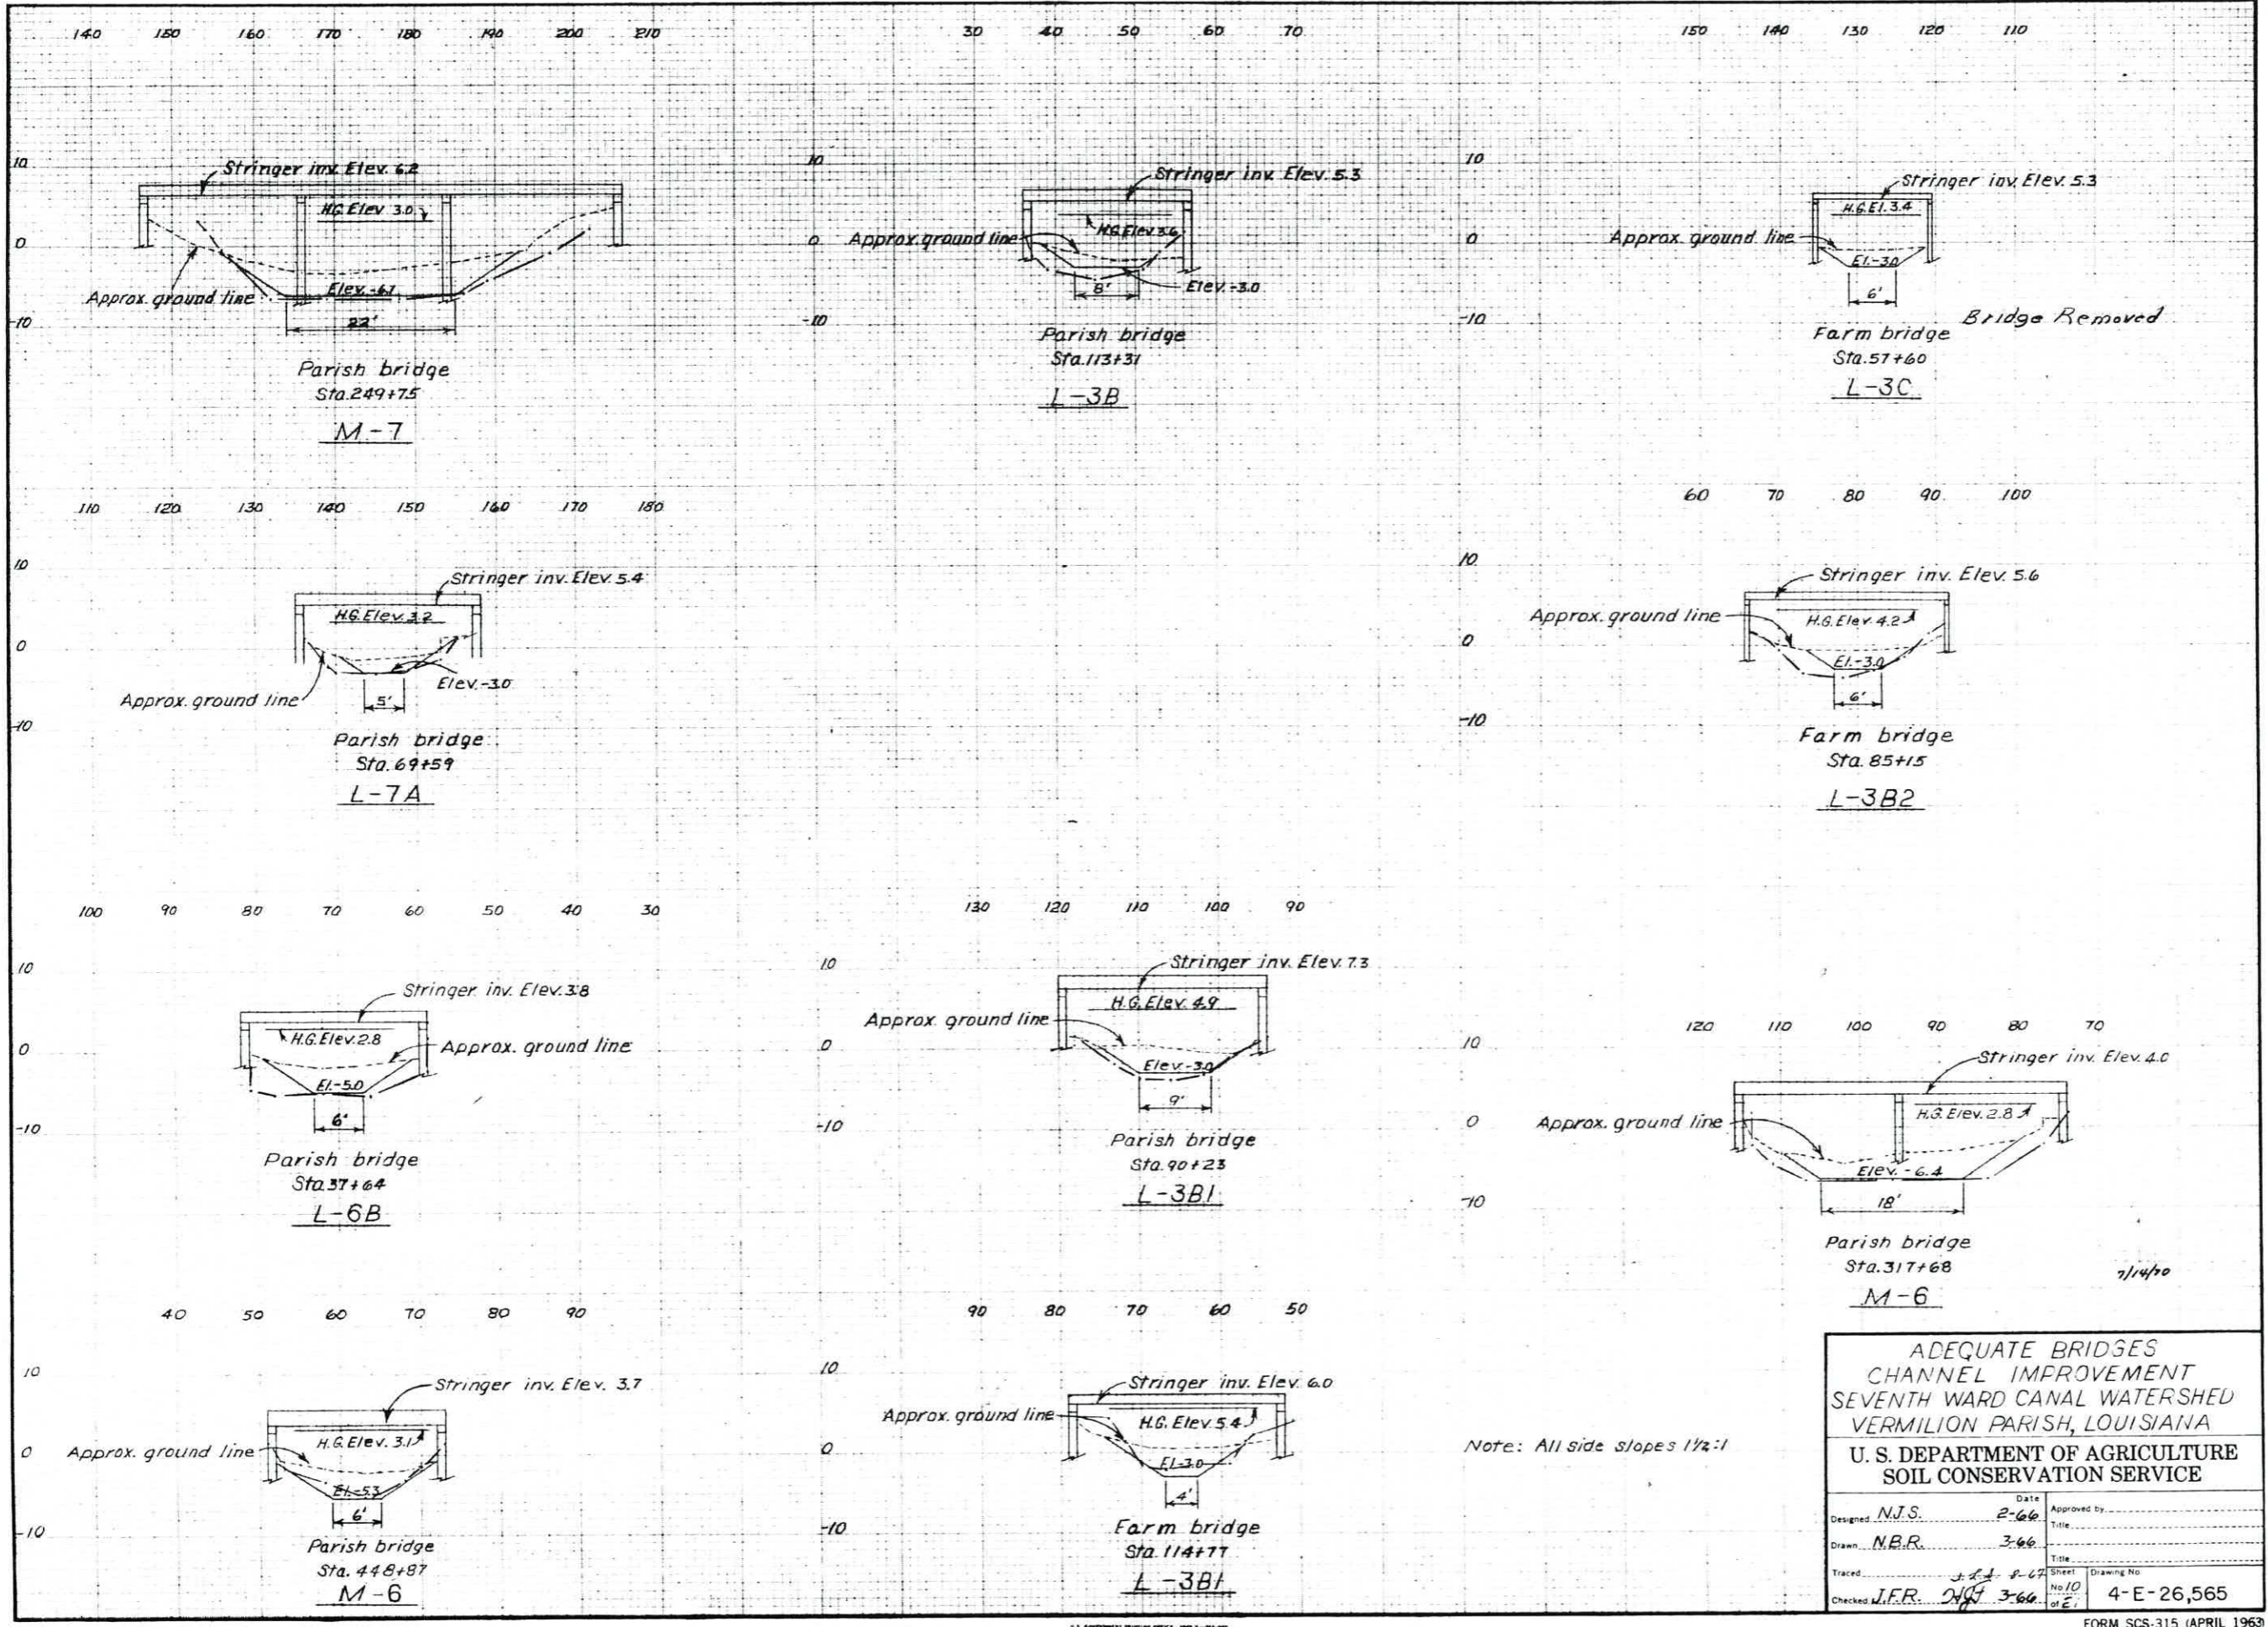 140 150 160 170 180 190 200 210
30 40 50 60 70
150 140 130 120 110
10
Stringer inv. Elev. 6.2
H.G. Elev 3.0
0
Approx. ground line
Elev. -6.7
-10
22'
Parish bridge
Sta. 249+75
M-7
10
Stringer inv. Elev. 5.3
H.G. Elev 3.6
0
Approx. ground line
8'
Elev. -3.0
-10
Parish bridge
Sta. 113+31
L-3B
10
Stringer inv. Elev. 5.3
H.G. El. 3.4
0
Approx. ground line
El. -3.0
6'
-10
Bridge Removed
Farm bridge
Sta. 57+60
L-3C
110 120 130 140 150 160 170 180
10
Stringer inv. Elev. 5.4
H.G. Elev. 3.2
0
Approx. ground line
Elev. -3.0
5'
-10
Parish bridge
Sta. 69+59
L-7A
60 70 80 90 100
10
Stringer inv. Elev. 5.6
Approx. ground line
H.G. Elev. 4.2
0
El. -3.0
6'
-10
Farm bridge
Sta. 85+15
L-3B2
100 90 80 70 60 50 40 30
10
Stringer inv. Elev. 3.8
H.G. Elev. 2.8
0
Approx. ground line
El. -5.0
6'
-10
Parish bridge
Sta. 37+64
L-6B
130 120 110 100 90
10
Stringer inv. Elev. 7.3
H.G. Elev. 4.9
Approx. ground line
0
Elev. -3.0
9'
-10
Parish bridge
Sta. 90+23
L-3B1
120 110 100 90 80 70
10
Stringer inv. Elev. 4.0
H.G. Elev. 2.8
0
Approx. ground line
Elev. -6.4
18'
-10
Parish bridge
Sta. 317+68
M-6
7/14/70
40 50 60 70 80 90
10
Stringer inv. Elev. 3.7
H.G. Elev. 3.1
0
Approx. ground line
El. -5.3
6'
-10
Parish bridge
Sta. 448+87
M-6
90 80 70 60 50
10
Stringer inv. Elev. 6.0
Approx. ground line
H.G. Elev. 5.4
0
El. -3.0
4'
-10
Farm bridge
Sta. 114+77
L-3B1
Note: All side slopes 1½:1
ADEQUATE BRIDGES
CHANNEL IMPROVEMENT
SEVENTH WARD CANAL WATERSHED
VERMILION PARISH, LOUISIANA
U. S. DEPARTMENT OF AGRICULTURE
SOIL CONSERVATION SERVICE
Date
Designed N.J.S. 2-66
Drawn N.B.R. 3-66
Traced 8-67
Checked J.F.R. 3-66
Approved by
Title
Title
Sheet
No 10
of
Drawing No
4-E-26,565
FORM SCS-315 (APRIL 1963)